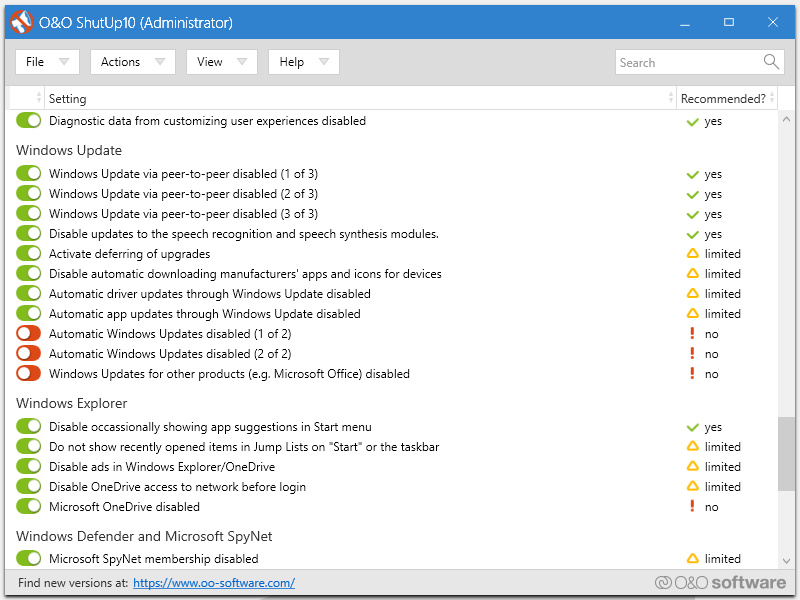 O&O ShutUp10 (Administrator)
File Actions View Help Search
Setting Recommended?
Diagnostic data from customizing user experiences disabled yes
Windows Update
Windows Update via peer-to-peer disabled (1 of 3) yes
Windows Update via peer-to-peer disabled (2 of 3) yes
Windows Update via peer-to-peer disabled (3 of 3) yes
Disable updates to the speech recognition and speech synthesis modules. yes
Activate deferring of upgrades limited
Disable automatic downloading manufacturers' apps and icons for devices limited
Automatic driver updates through Windows Update disabled limited
Automatic app updates through Windows Update disabled limited
Automatic Windows Updates disabled (1 of 2) no
Automatic Windows Updates disabled (2 of 2) no
Windows Updates for other products (e.g. Microsoft Office) disabled no
Windows Explorer
Disable occassionally showing app suggestions in Start menu yes
Do not show recently opened items in Jump Lists on "Start" or the taskbar limited
Disable ads in Windows Explorer/OneDrive limited
Disable OneDrive access to network before login limited
Microsoft OneDrive disabled no
Windows Defender and Microsoft SpyNet
Microsoft SpyNet membership disabled limited
Find new versions at: https://www.oo-software.com/ O&O software